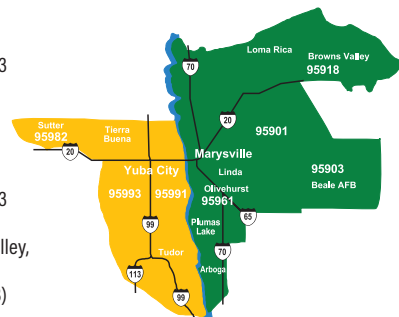 3
3
lley,
)
70
Loma Rica
Browns Valley
95918
Sutter
95982
Tierra
Buena
20
20
95901
Marysville
Yuba City
Linda
95903
Beale AFB
95993
95991
Olivehurst
95961
65
Plumas
Lake
99
70
Tudor
Arboga
113
99